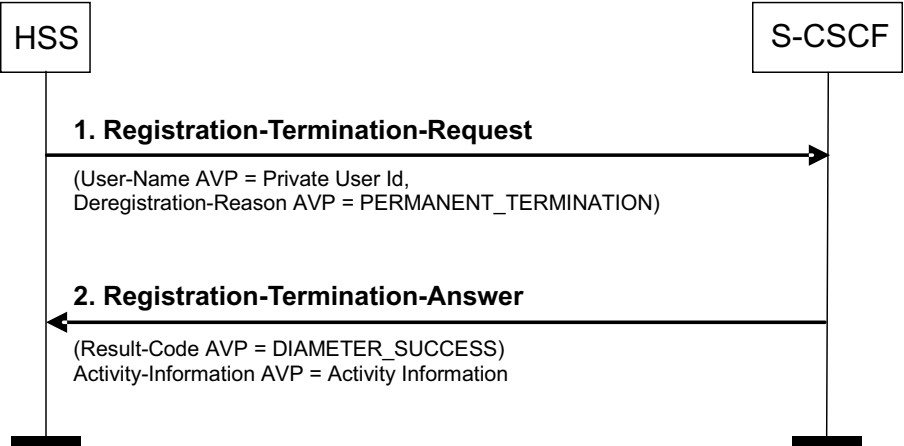 HSS
S-CSCF
1. Registration-Termination-Request
(User-Name AVP = Private User Id,
Deregistration-Reason AVP = PERMANENT_TERMINATION)
2. Registration-Termination-Answer
(Result-Code AVP = DIAMETER_SUCCESS)
Activity-Information AVP = Activity Information